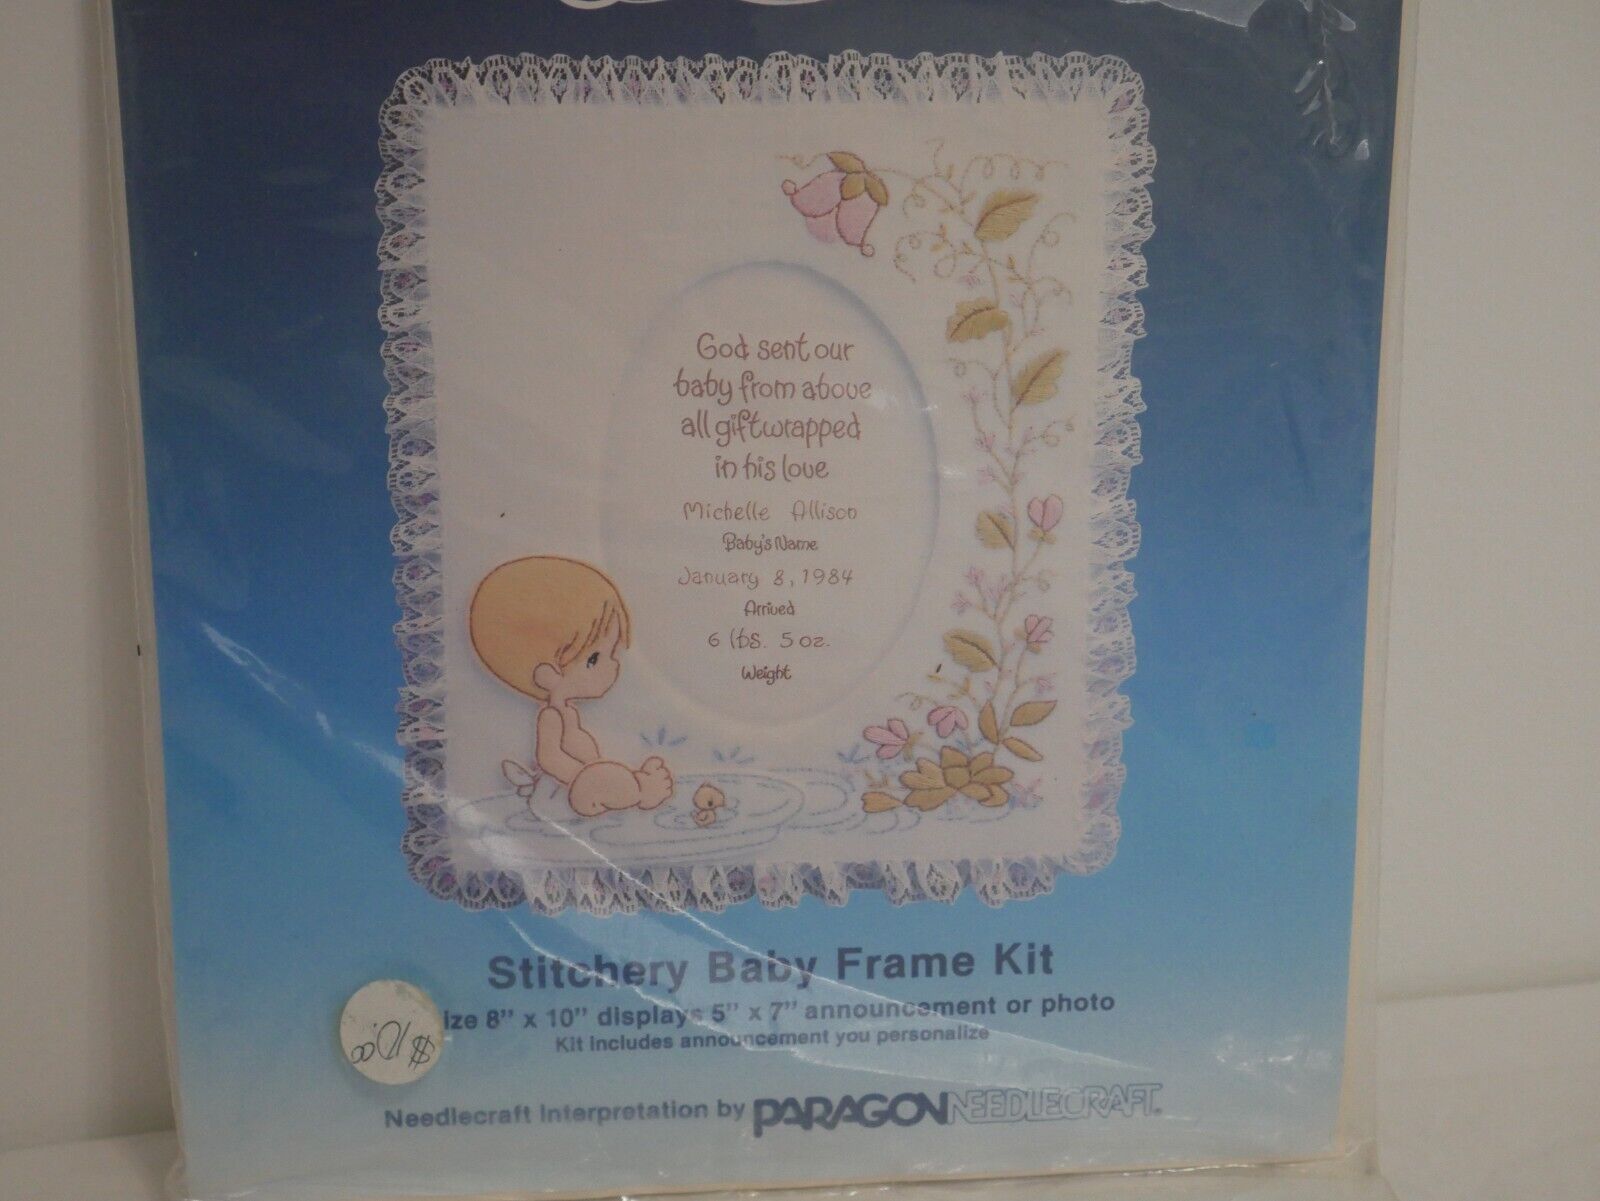 God sent our
baby from above
all giftwrapped
in his love
Michelle Allison
Baby's Name
January 8, 1984
Arrived
6 lbs. 5 oz.
Weight
Stitchery Baby Frame Kit
ize 8" x 10" displays 5" x 7" announcement or photo
Kit includes announcement you personalize
$10.00
Needlecraft Interpretation by PARAGON NEEDLECRAFT®